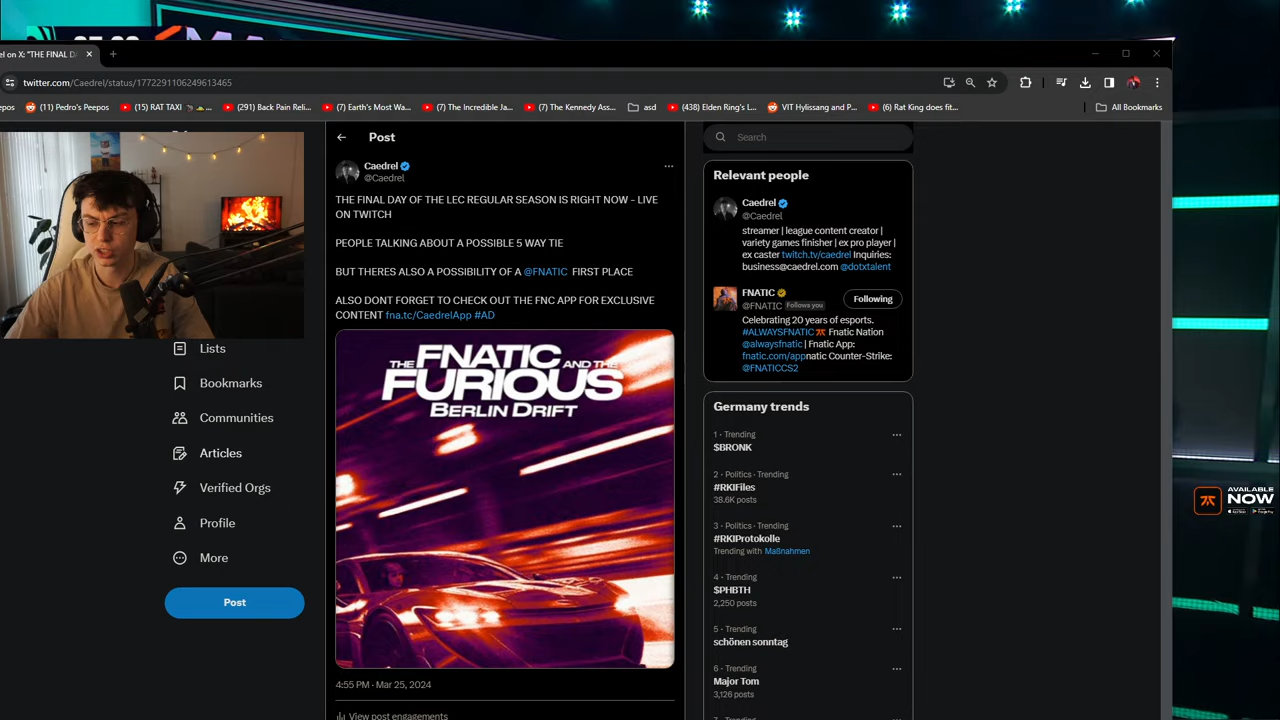 el on X: "THE FINAL D
twitter.com/Caedrel/status/1772291106249613465
epos
(11) Pedro's Peepos
(15) RAT TAXI
(291) Back Pain Reli...
(7) Earth's Most Wa...
(7) The Incredible Ja...
(7) The Kennedy Ass...
asd
(438) Elden Ring's L...
VIT Hylissang and P...
(6) Rat King does fit...
All Bookmarks
Lists
Bookmarks
Communities
Articles
Verified Orgs
Profile
More
Post
Post
Caedrel
@Caedrel
THE FINAL DAY OF THE LEC REGULAR SEASON IS RIGHT NOW - LIVE
ON TWITCH
PEOPLE TALKING ABOUT A POSSIBLE 5 WAY TIE
BUT THERES ALSO A POSSIBILITY OF A @FNATIC FIRST PLACE
ALSO DONT FORGET TO CHECK OUT THE FNC APP FOR EXCLUSIVE
CONTENT fna.tc/CaedrelApp #AD
THE FNATIC AND THE
FURIOUS
BERLIN DRIFT
4:55 PM · Mar 25, 2024
View post engagements
Search
Relevant people
Caedrel
@Caedrel
streamer | league content creator |
variety games finisher | ex pro player |
ex caster twitch.tv/caedrel Inquiries:
business@caedrel.com @dotxtalent
FNATIC
@FNATIC Follows you
Following
Celebrating 20 years of esports.
#ALWAYSFNATIC Fnatic Nation
@alwaysfnatic | Fnatic App:
fnatic.com/appnatic Counter-Strike:
@FNATICCS2
Germany trends
1 · Trending
$BRONK
2 · Politics · Trending
#RKIFiles
38.6K posts
3 · Politics · Trending
#RKIProtokolle
Trending with Maßnahmen
4 · Trending
$PHBTH
2,250 posts
5 · Trending
schönen sonntag
6 · Trending
Major Tom
3,126 posts
AVAILABLE
NOW